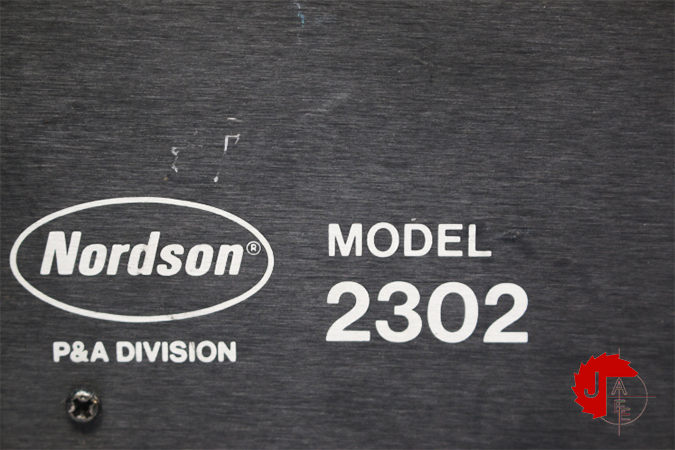 Nordson®
P&A DIVISION
MODEL
2302
J